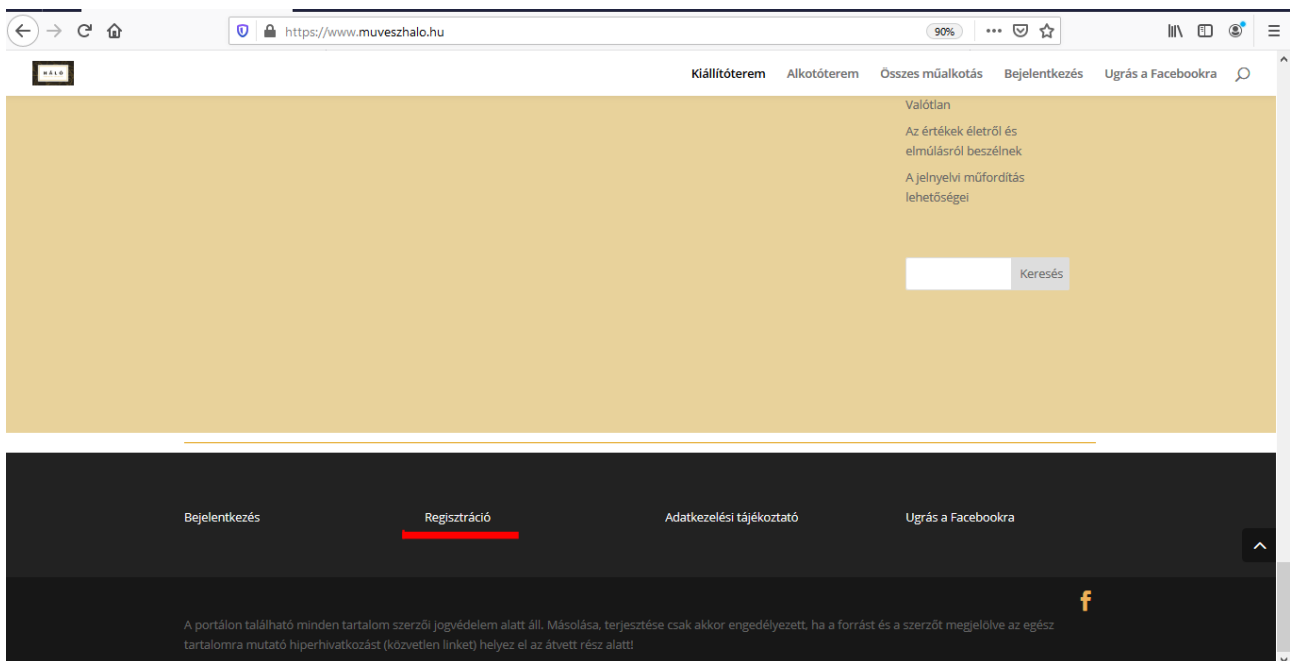 https://www.muveszhalo.hu
90%
HÁLÓ
Kiállítóterem Alkotóterem Összes műalkotás Bejelentkezés Ugrás a Facebookra
Valótlan
Az értékek életről és
elmúlásról beszélnek
A jelnyelvi műfordítás
lehetőségei
Keresés
Bejelentkezés Regisztráció Adatkezelési tájékoztató Ugrás a Facebookra
A portálon található minden tartalom szerzői jogvédelem alatt áll. Másolása, terjesztése csak akkor engedélyezett, ha a forrást és a szerzőt megjelölve az egész
tartalomra mutató hiperhivatkozást (közvetlen linket) helyez el az átvett rész alatt!